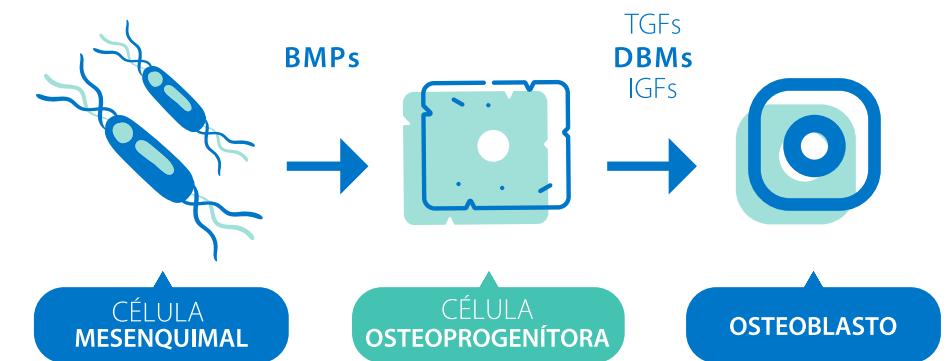 BMPs
TGFs
DBMs
IGFs
CÉLULA
MESENQUIMAL
CÉLULA
OSTEOPROGENÍTORA
OSTEOBLASTO